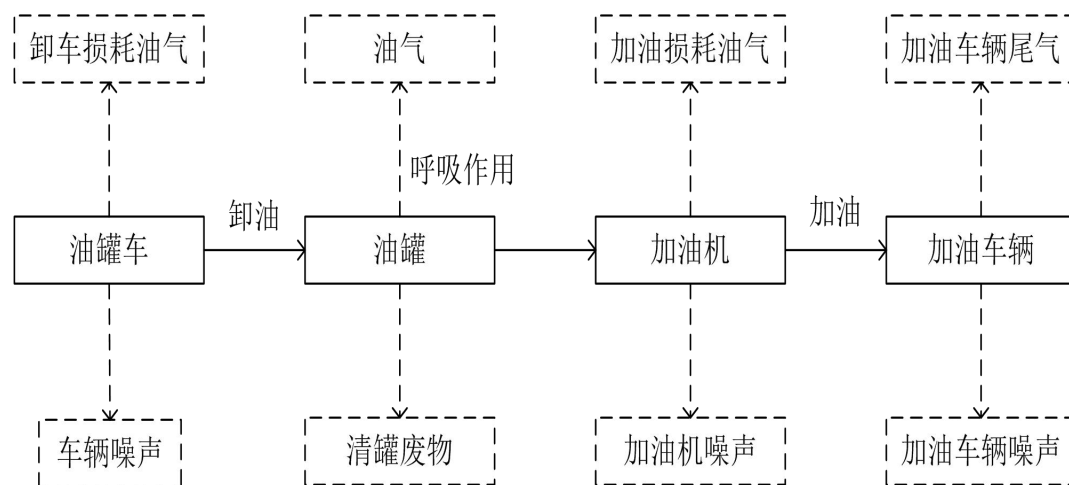 卸车损耗油气
油气
加油损耗油气
加油车辆尾气
呼吸作用
卸油
加油
油罐车
油罐
加油机
加油车辆
车辆噪声
清罐废物
加油机噪声
加油车辆噪声